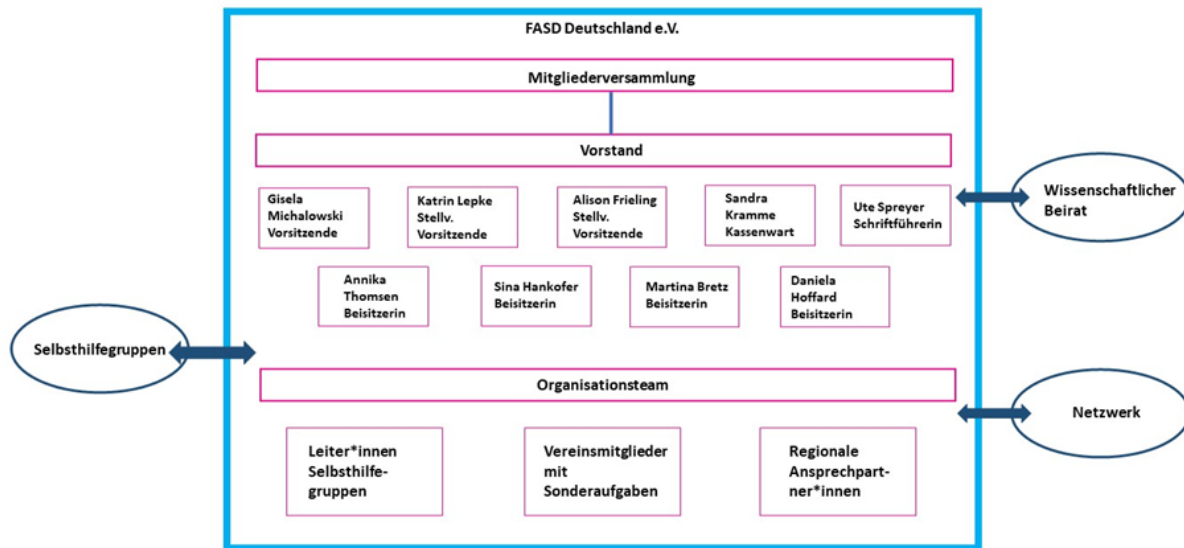 FASD Deutschland e.V.
Mitgliederversammlung
Vorstand
Gisela
Michalowski
Vorsitzende
Katrin Lepke
Stellv.
Vorsitzende
Alison Frieling
Stellv.
Vorsitzende
Sandra
Kramme
Kassenwart
Ute Spreyer
Schriftführerin
Wissenschaftlicher
Beirat
Annika
Thomsen
Beisitzerin
Sina Hankofer
Beisitzerin
Martina Bretz
Beisitzerin
Daniela
Hoffard
Beisitzerin
Selbsthilfegruppen
Organisationsteam
Netzwerk
Leiter*innen
Selbsthilfe-
gruppen
Vereinsmitglieder
mit
Sonderaufgaben
Regionale
Ansprechpart-
ner*innen